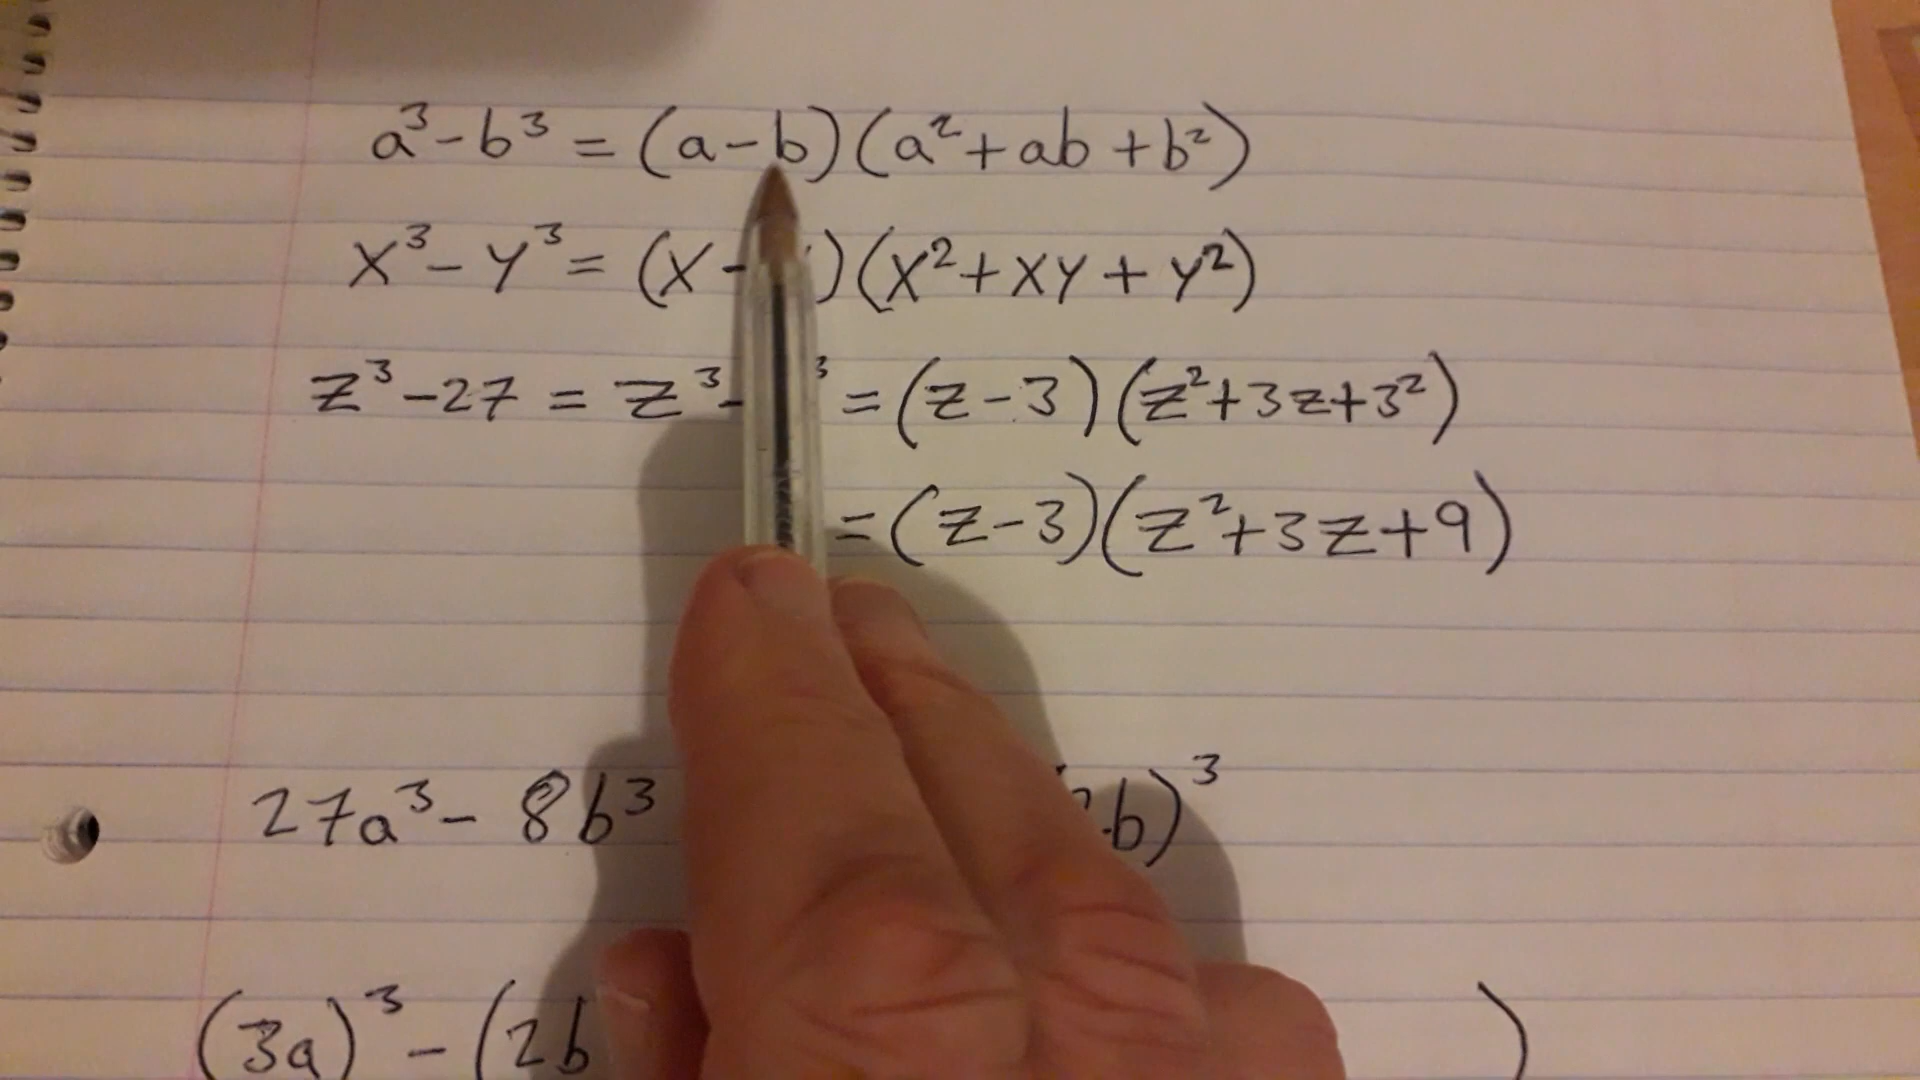 a³-b³ = (a-b)(a²+ab+b²)
x³-y³ = (x- )(x²+xy+y²)
z³-27 = z³- ³ = (z-3)(z²+3z+3²)
= (z-3)(z²+3z+9)
27a³- 8b³ b)³
(3a)³ - (2b )